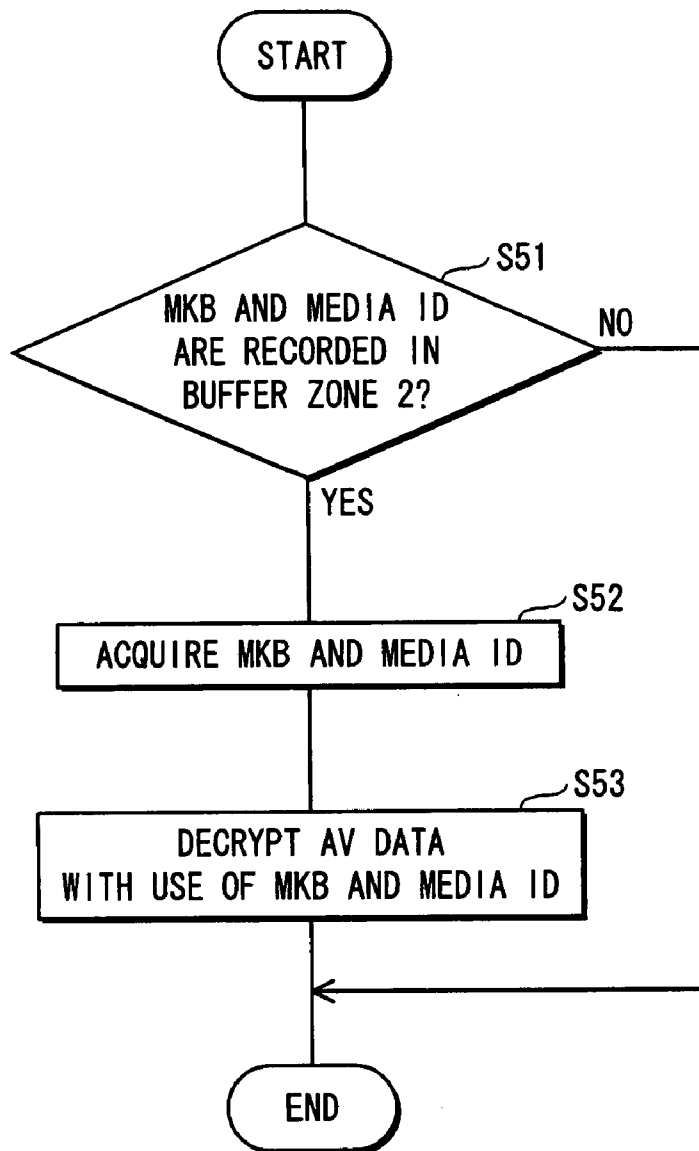 START
S51
MKB AND MEDIA ID
ARE RECORDED IN
BUFFER ZONE 2?
NO
YES
S52
ACQUIRE MKB AND MEDIA ID
S53
DECRYPT AV DATA
WITH USE OF MKB AND MEDIA ID
END